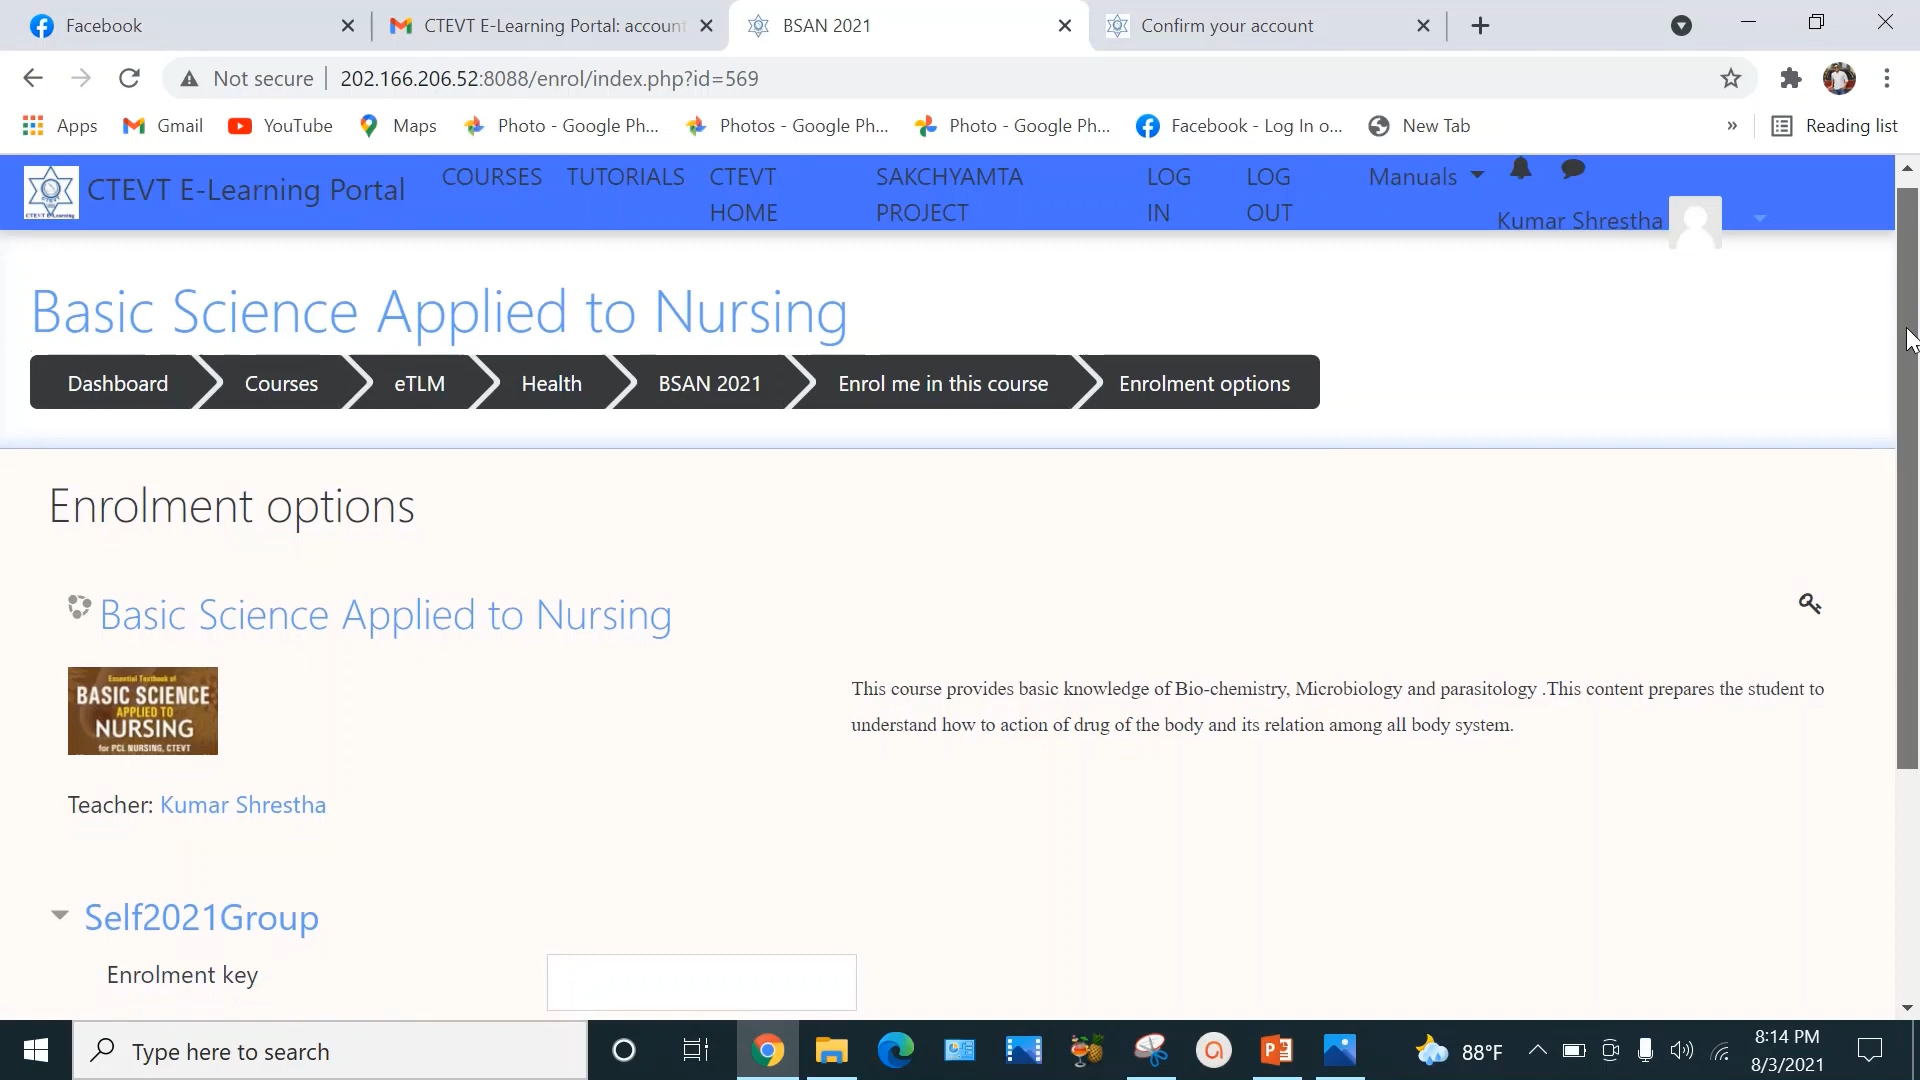 Facebook
CTEVT E-Learning Portal: account
BSAN 2021
Confirm your account
Not secure
202.166.206.52:8088/enrol/index.php?id=569
Apps
Gmail
YouTube
Maps
Photo - Google Ph...
Photos - Google Ph...
Photo - Google Ph...
Facebook - Log In o...
New Tab
»
Reading list
CTEVT E-Learning Portal
COURSES
TUTORIALS
CTEVT
HOME
SAKCHYAMTA
PROJECT
LOG
IN
LOG
OUT
Manuals
Kumar Shrestha
Basic Science Applied to Nursing
Dashboard
Courses
eTLM
Health
BSAN 2021
Enrol me in this course
Enrolment options
Enrolment options
Basic Science Applied to Nursing
Essential Textbook of
BASIC SCIENCE
APPLIED TO
NURSING
for PCL NURSING, CTEVT
This course provides basic knowledge of Bio-chemistry, Microbiology and parasitology .This content prepares the student to
understand how to action of drug of the body and its relation among all body system.
Teacher: Kumar Shrestha
Self2021Group
Enrolment key
Type here to search
88°F
8:14 PM
8/3/2021